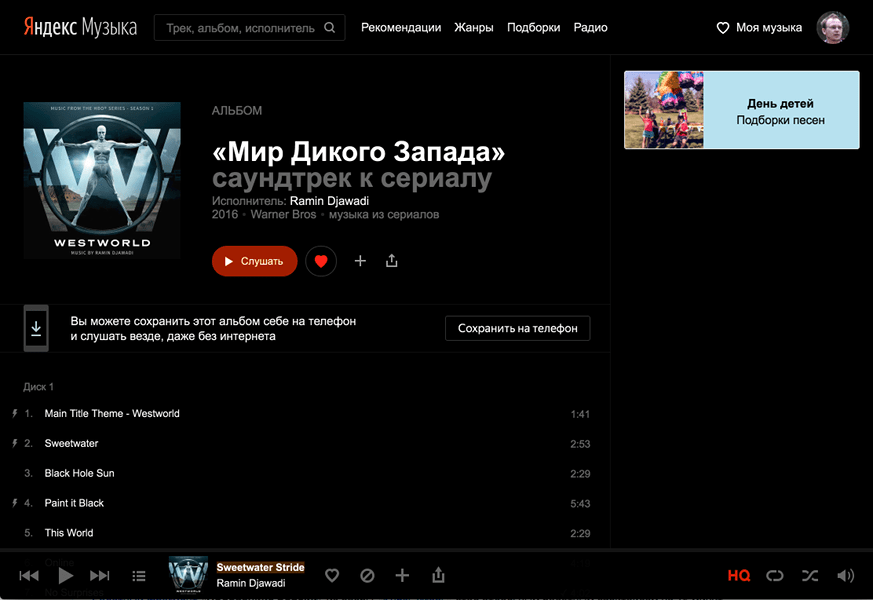 Яндекс Музыка
Трек, альбом, исполнитель
Рекомендации
Жанры
Подборки
Радио
Моя музыка
MUSIC FROM THE HBO® SERIES - SEASON 1
WESTWORLD
MUSIC BY RAMIN DJAWADI
АЛЬБОМ
«Мир Дикого Запада»
саундтрек к сериалу
Исполнитель: Ramin Djawadi
2016 • Warner Bros • музыка из сериалов
Слушать
День детей
Подборки песен
Вы можете сохранить этот альбом себе на телефон
и слушать везде, даже без интернета
Сохранить на телефон
Диск 1
1. Main Title Theme - Westworld 1:41
2. Sweetwater 2:53
3. Black Hole Sun 2:29
4. Paint it Black 5:43
5. This World 2:29
Sweetwater Stride
Ramin Djawadi
HQ